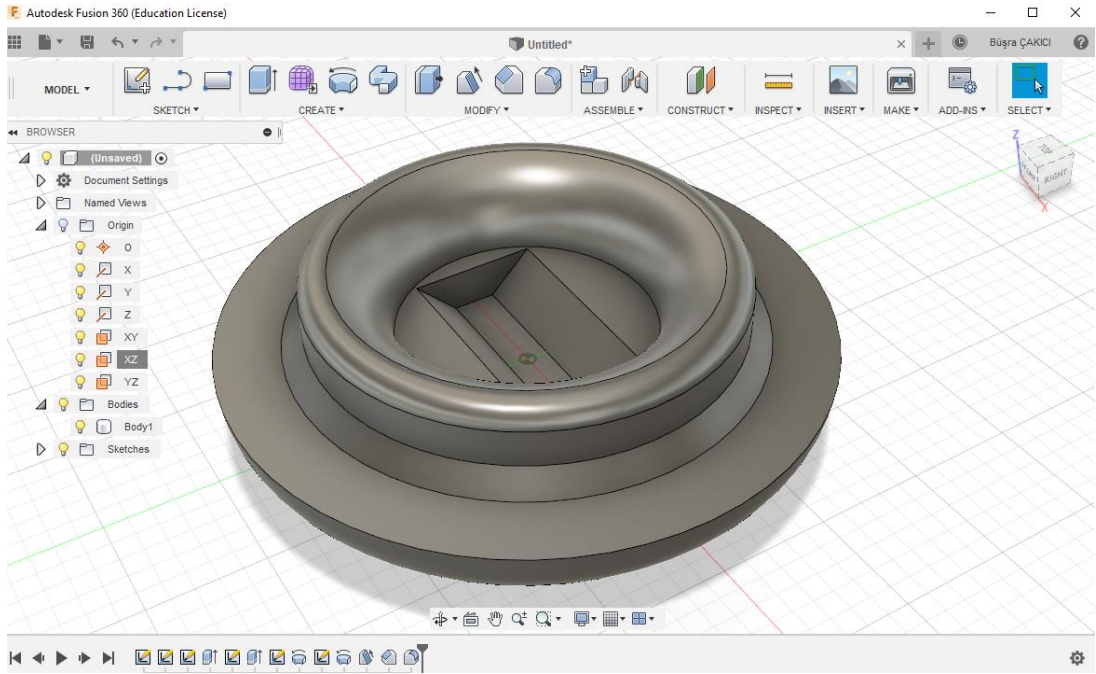 Autodesk Fusion 360 (Education License)
Untitled*
Büşra ÇAKICI
MODEL
SKETCH
CREATE
MODIFY
ASSEMBLE
CONSTRUCT
INSPECT
INSERT
MAKE
ADD-INS
SELECT
BROWSER
(Unsaved)
Document Settings
Named Views
Origin
O
X
Y
Z
XY
XZ
YZ
Bodies
Body1
Sketches
Z
TOP
RIGHT
X